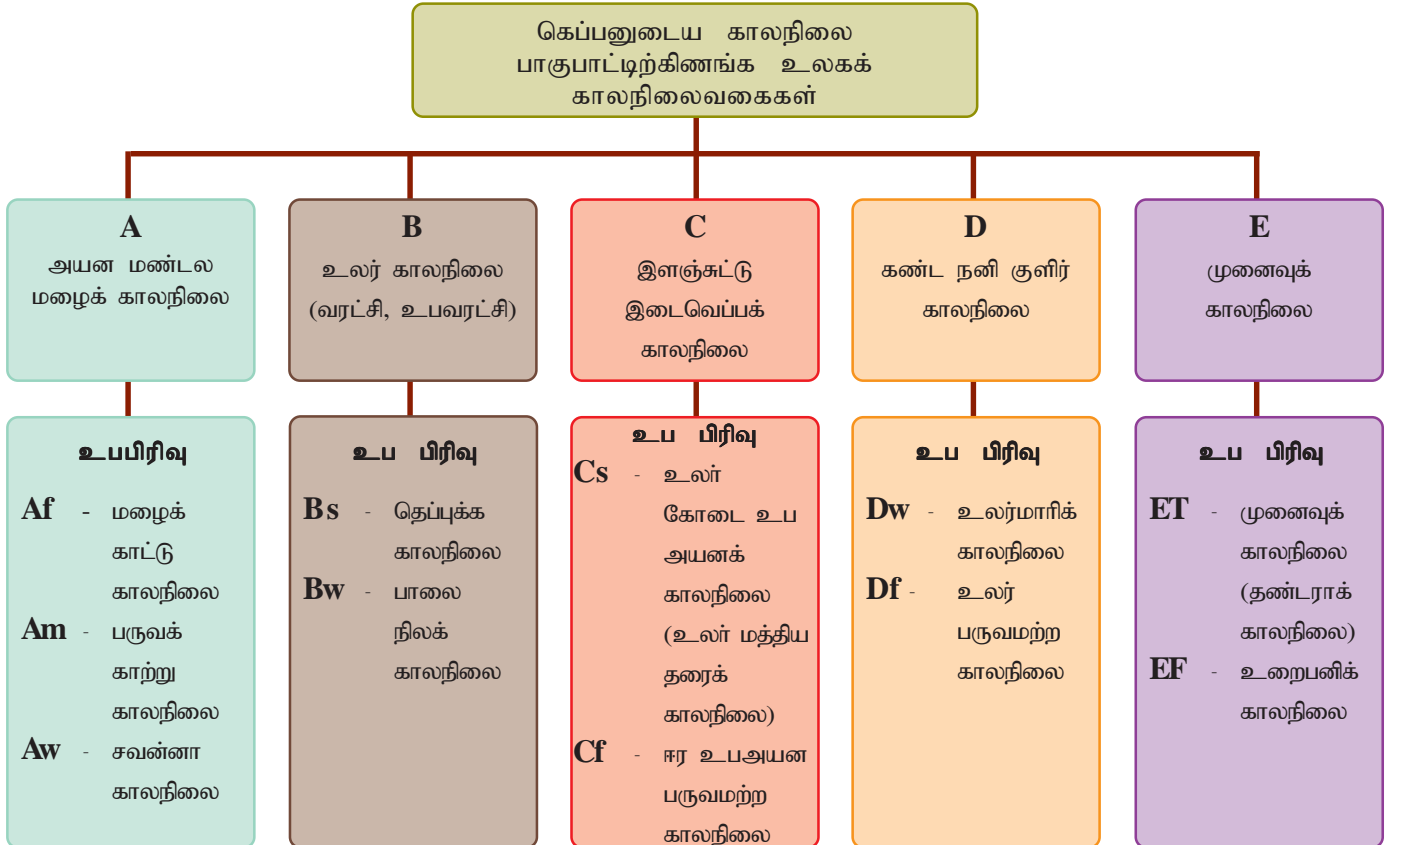 கெப்பனுடைய காலநிலை
பாகுபாட்டிற்கிணங்க உலகக்
காலநிலைவகைகள்
A
அயன மண்டல
மழைக் காலநிலை
B
உலர் காலநிலை
(வரட்சி, உபவரட்சி)
C
இளஞ்சுட்டு
இடைவெப்பக்
காலநிலை
D
கண்ட நனி குளிர்
காலநிலை
E
முனைவுக்
காலநிலை
உபபிரிவு
Af - மழைக்
காட்டு
காலநிலை
Am - பருவக்
காற்று
காலநிலை
Aw - சவன்னா
காலநிலை
உப பிரிவு
Bs - தெப்புக்க
காலநிலை
Bw - பாலை
நிலக்
காலநிலை
உப பிரிவு
Cs - உலர்
கோடை உப
அயனக்
காலநிலை
(உலர் மத்திய
தரைக்
காலநிலை)
Cf - ஈர உபஅயன
பருவமற்ற
காலநிலை
உப பிரிவு
Dw - உலர்மாரிக்
காலநிலை
Df - உலர்
பருவமற்ற
காலநிலை
உப பிரிவு
ET - முனைவுக்
காலநிலை
(தண்டராக்
காலநிலை)
EF - உறைபனிக்
காலநிலை